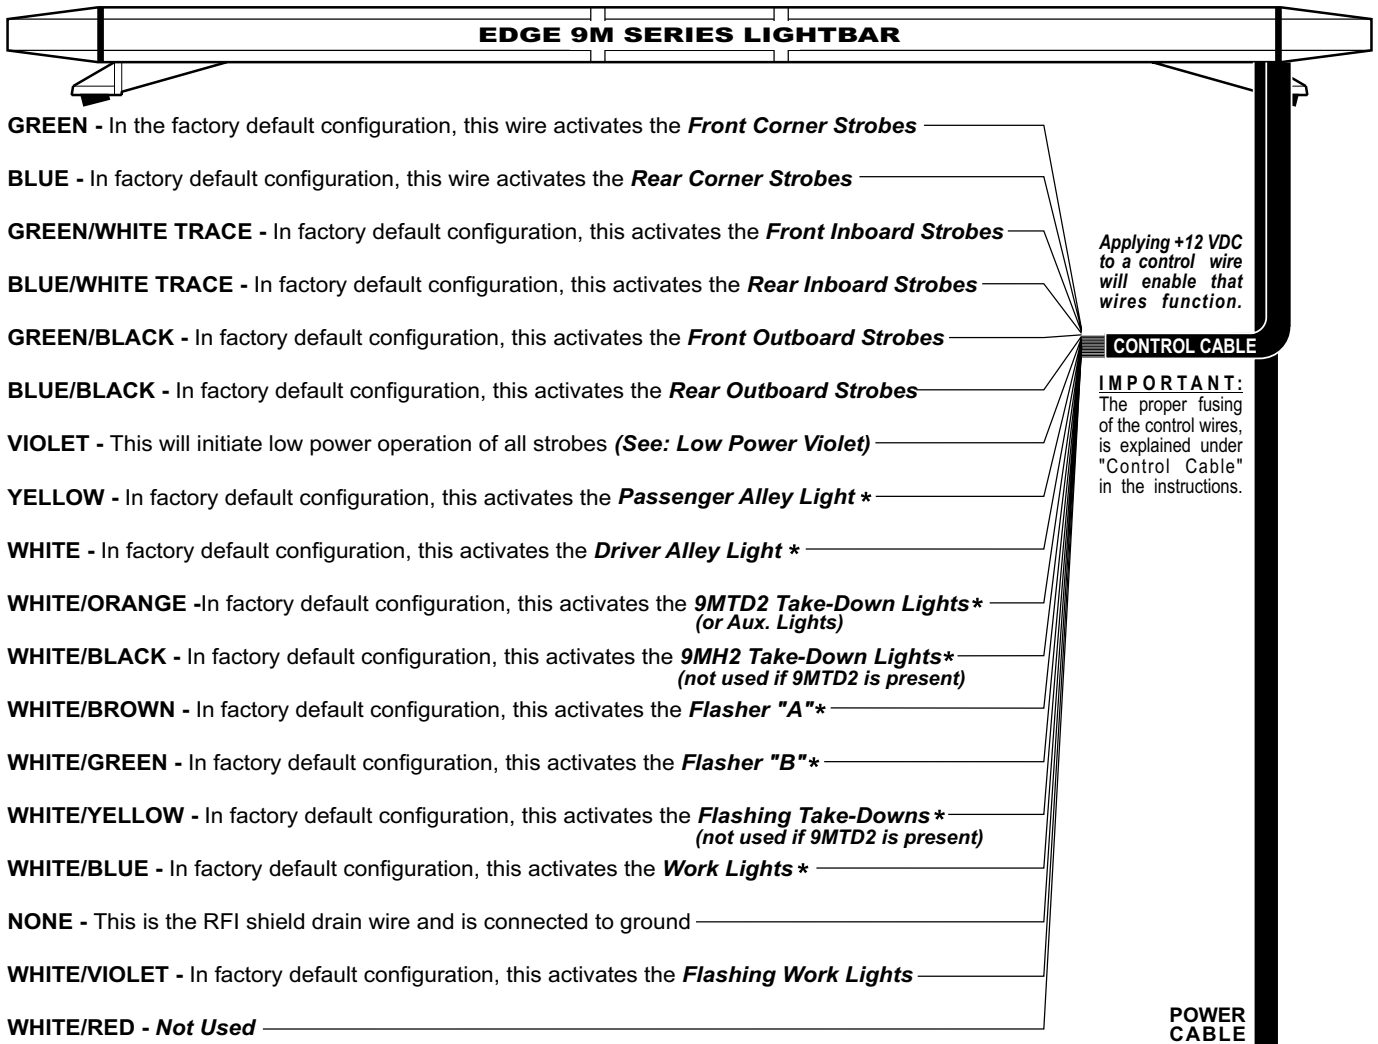 EDGE 9M SERIES LIGHTBAR
GREEN - In the factory default configuration, this wire activates the Front Corner Strobes
BLUE - In factory default configuration, this wire activates the Rear Corner Strobes
GREEN/WHITE TRACE - In factory default configuration, this activates the Front Inboard Strobes
BLUE/WHITE TRACE - In factory default configuration, this activates the Rear Inboard Strobes
GREEN/BLACK - In factory default configuration, this activates the Front Outboard Strobes
BLUE/BLACK - In factory default configuration, this activates the Rear Outboard Strobes
VIOLET - This will initiate low power operation of all strobes (See: Low Power Violet)
YELLOW - In factory default configuration, this activates the Passenger Alley Light *
WHITE - In factory default configuration, this activates the Driver Alley Light *
WHITE/ORANGE -In factory default configuration, this activates the 9MTD2 Take-Down Lights*
(or Aux. Lights)
WHITE/BLACK - In factory default configuration, this activates the 9MH2 Take-Down Lights*
(not used if 9MTD2 is present)
WHITE/BROWN - In factory default configuration, this activates the Flasher "A"*
WHITE/GREEN - In factory default configuration, this activates the Flasher "B"*
WHITE/YELLOW - In factory default configuration, this activates the Flashing Take-Downs*
(not used if 9MTD2 is present)
WHITE/BLUE - In factory default configuration, this activates the Work Lights*
NONE - This is the RFI shield drain wire and is connected to ground
WHITE/VIOLET - In factory default configuration, this activates the Flashing Work Lights
WHITE/RED - Not Used
Applying +12 VDC
to a control wire
will enable that
wires function.
CONTROL CABLE
IMPORTANT:
The proper fusing
of the control wires,
is explained under
"Control Cable"
in the instructions.
POWER
CABLE